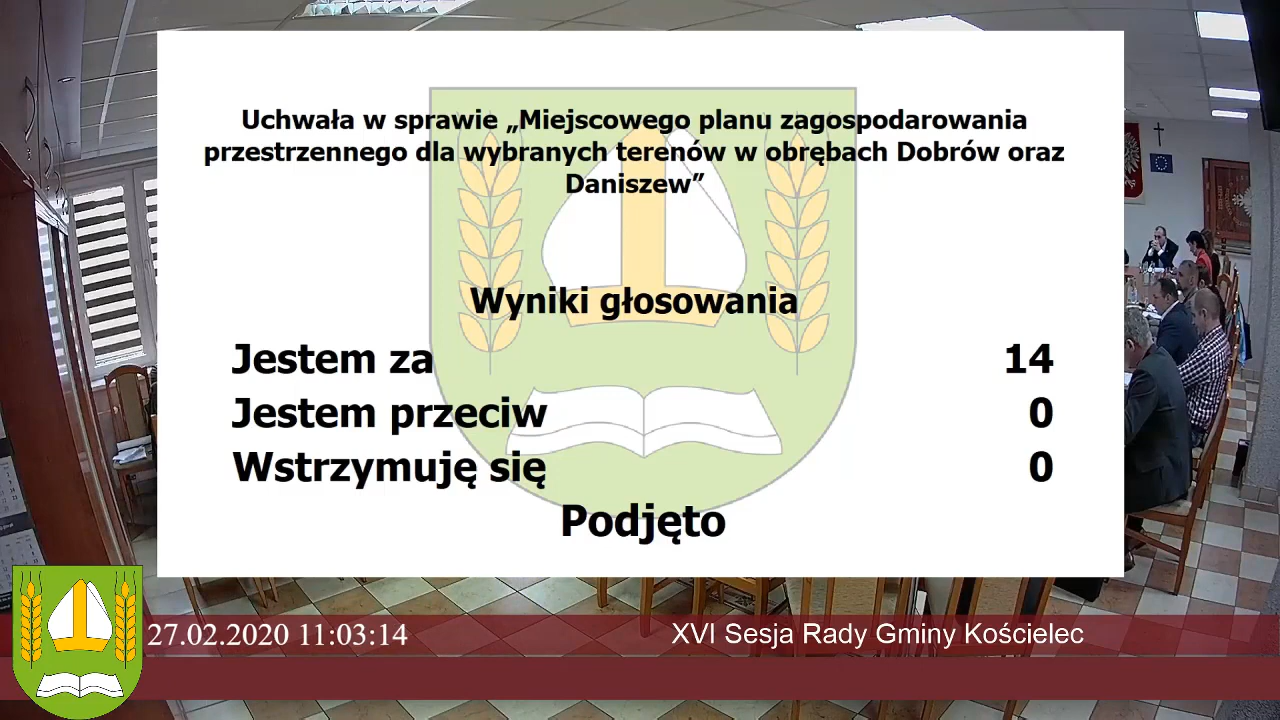 Uchwała w sprawie „Miejscowego planu zagospodarowania
przestrzennego dla wybranych terenów w obrębach Dobrów oraz
Daniszew”
Wyniki głosowania
Jestem za 14
Jestem przeciw 0
Wstrzymuję się 0
Podjęto
27.02.2020 11:03:14 XVI Sesja Rady Gminy Kościelec